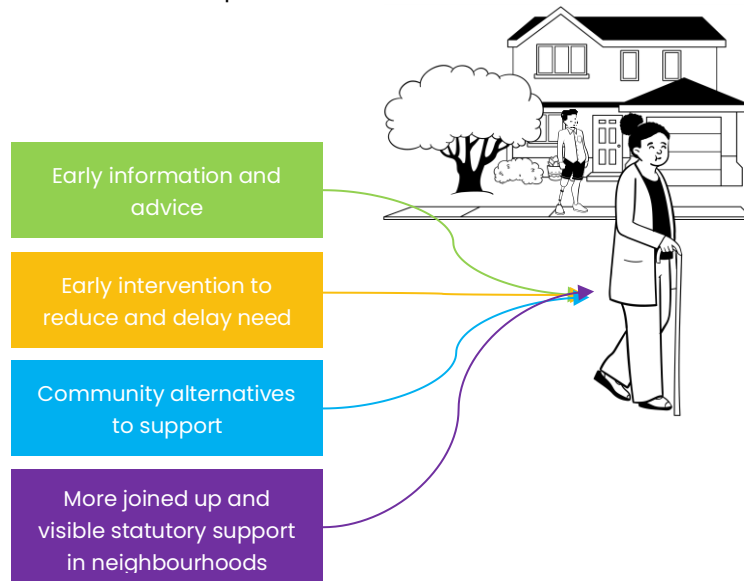 Early information and
advice
Early intervention to
reduce and delay need
Community alternatives
to support
More joined up and
visible statutory support
in neighbourhoods